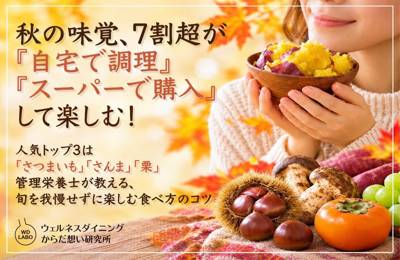 秋の味覚、7割超が
『自宅で調理』
『スーパーで購入』
して楽しむ！
人気トップ3は
「さつまいも」「さんま」「栗」
管理栄養士が教える、
旬を我慢せずに楽しむ食べ方のコツ
WD
LABO
ウェルネスダイニング
からだ想い研究所